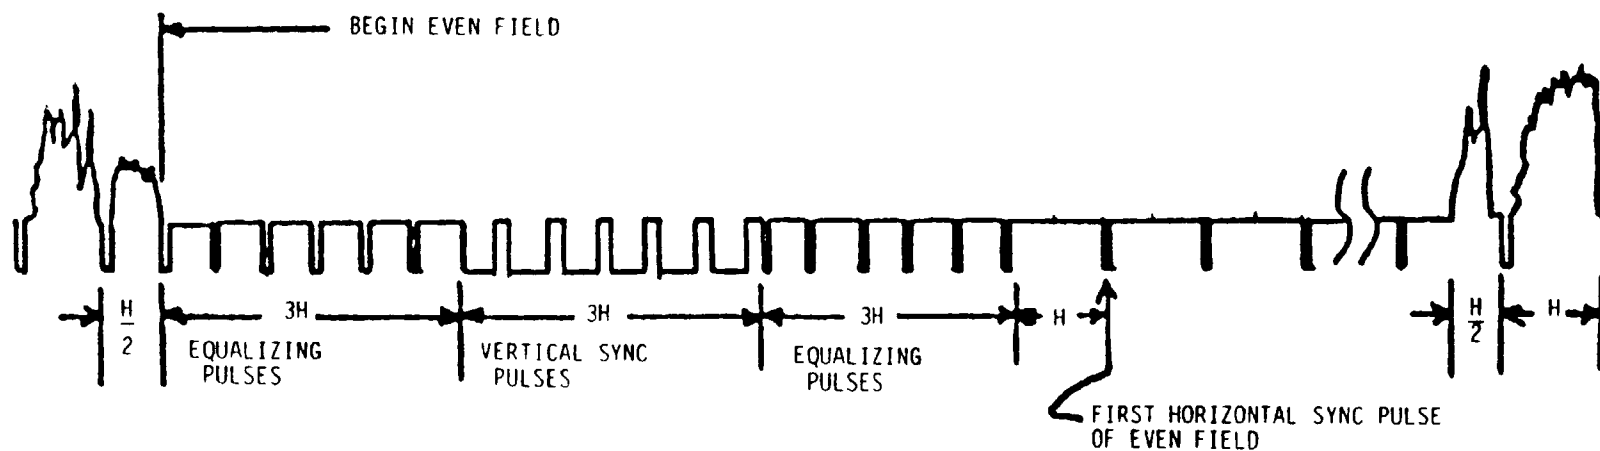 BEGIN EVEN FIELD
H/2
3H
3H
3H
H
H/2
H
EQUALIZING
PULSES
VERTICAL SYNC
PULSES
EQUALIZING
PULSES
FIRST HORIZONTAL SYNC PULSE
OF EVEN FIELD